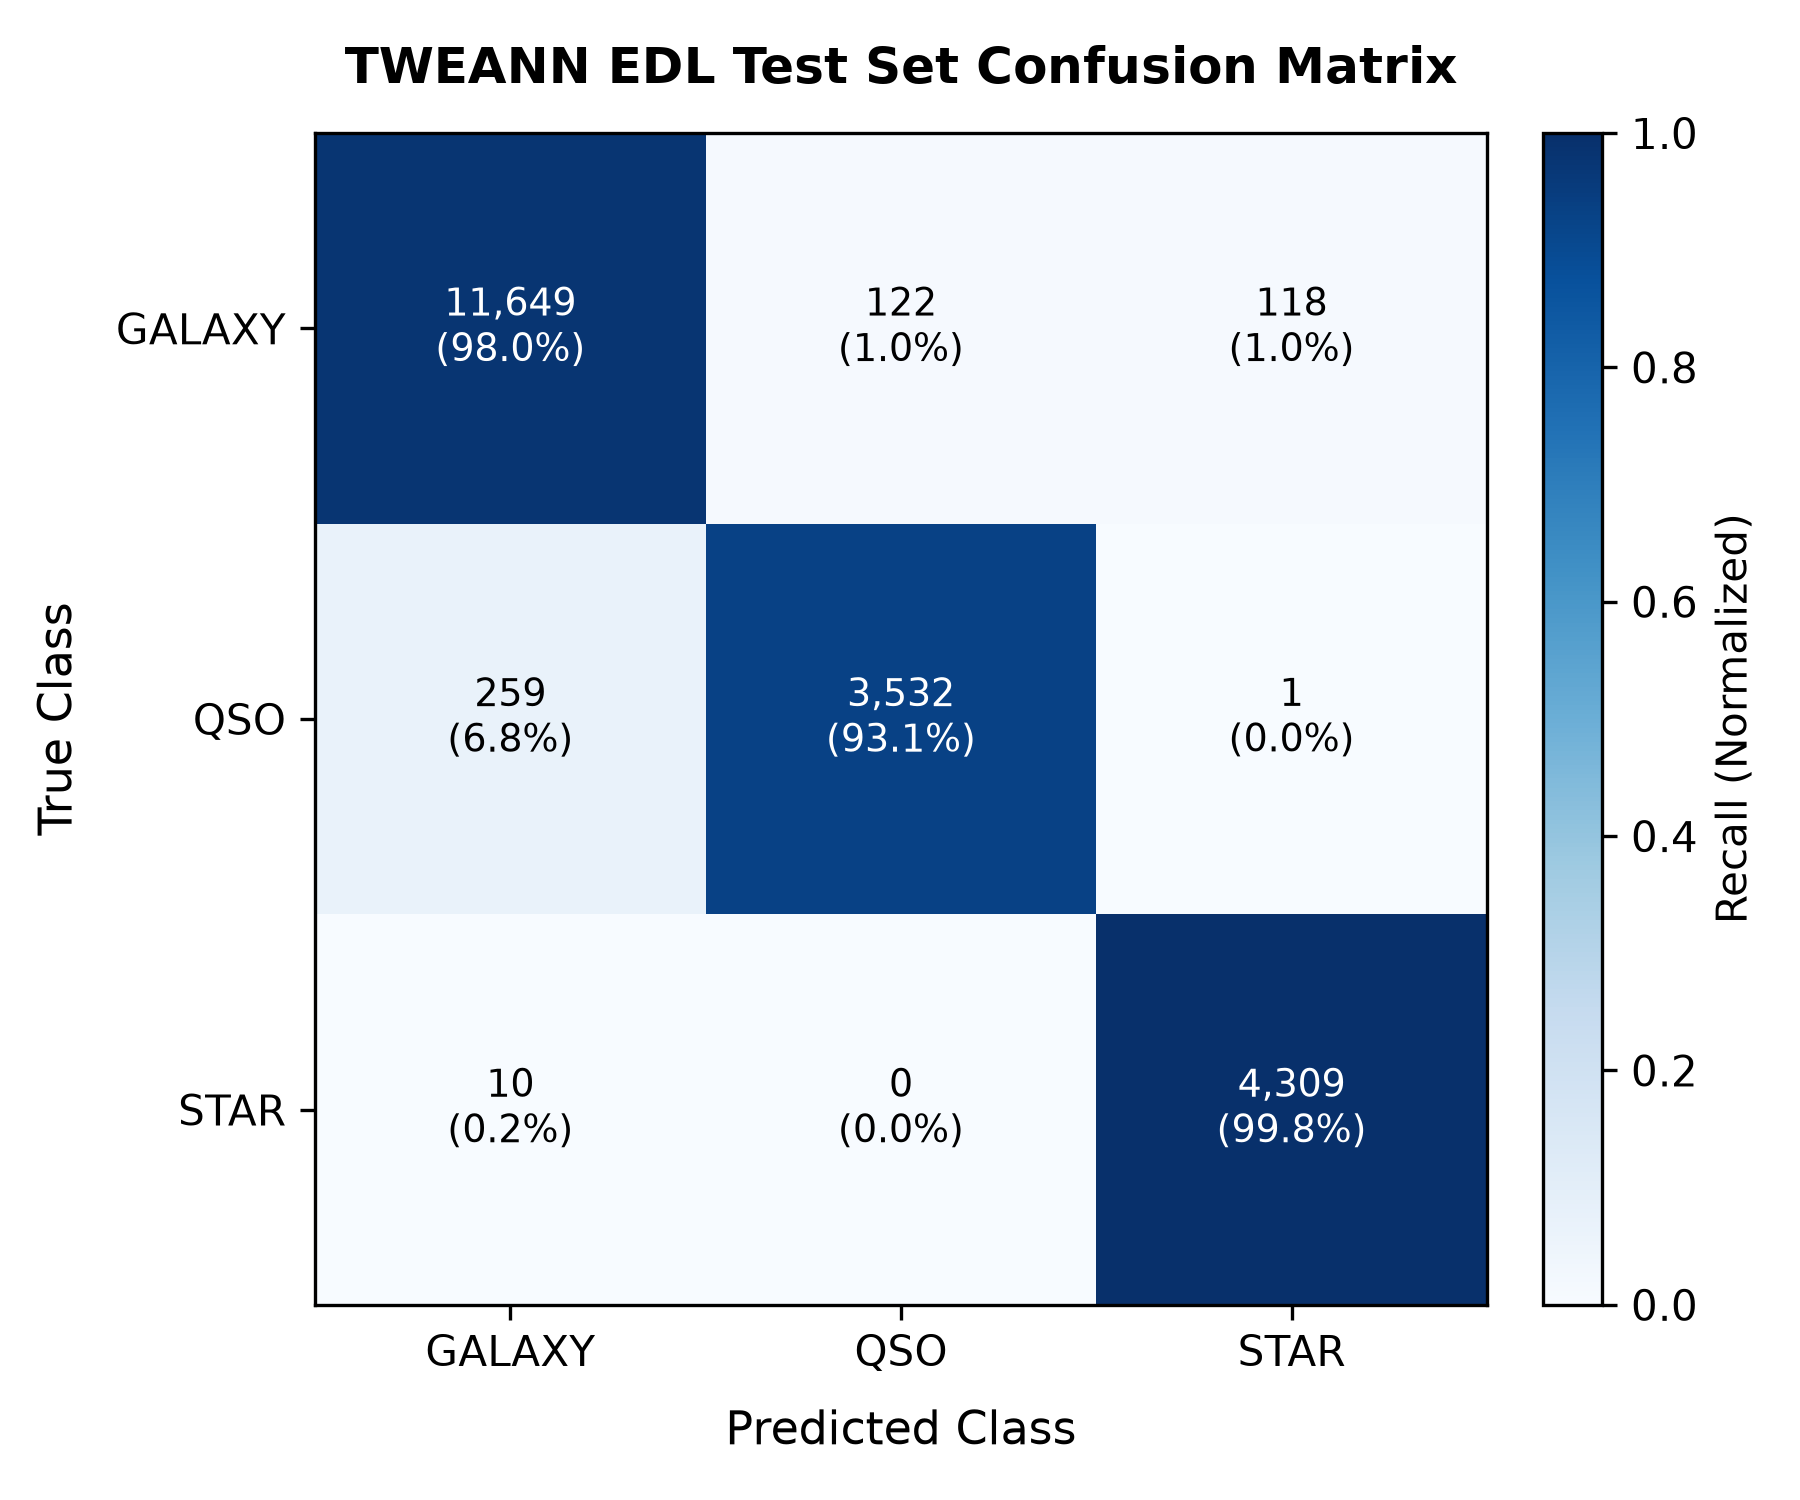 TWEANN EDL Test Set Confusion Matrix
True Class
GALAXY
11,649
(98.0%)
122
(1.0%)
118
(1.0%)
QSO
259
(6.8%)
3,532
(93.1%)
1
(0.0%)
STAR
10
(0.2%)
0
(0.0%)
4,309
(99.8%)
GALAXY
QSO
STAR
Predicted Class
1.0
0.8
0.6
0.4
0.2
0.0
Recall (Normalized)